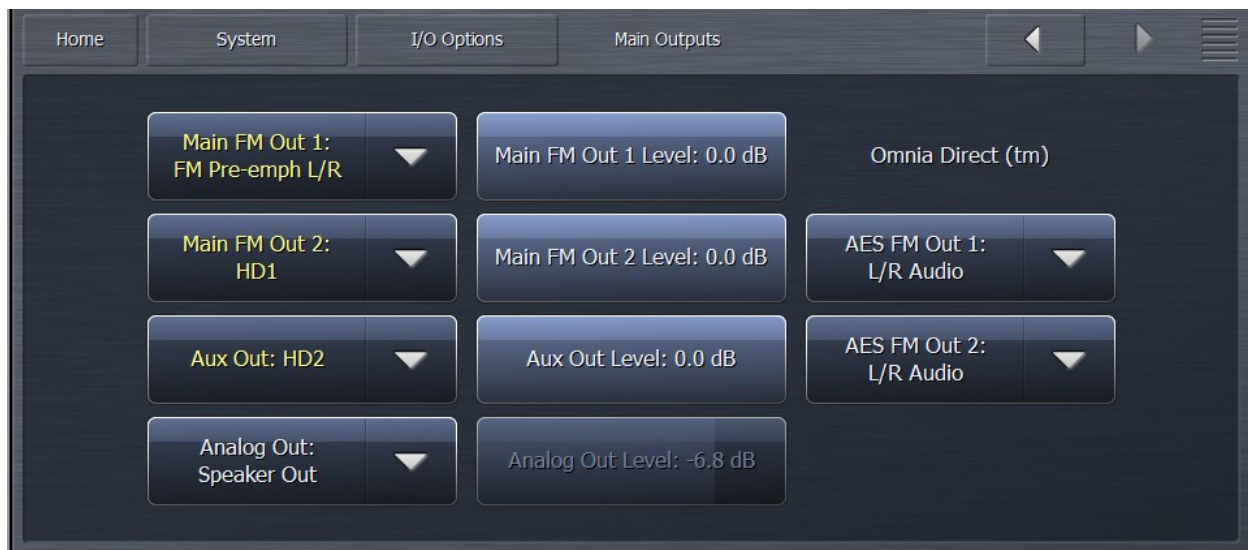 Home
System
I/O Options
Main Outputs
Main FM Out 1:
FM Pre-emph L/R
Main FM Out 1 Level: 0.0 dB
Omnia Direct (tm)
Main FM Out 2:
HD1
Main FM Out 2 Level: 0.0 dB
AES FM Out 1:
L/R Audio
Aux Out: HD2
Aux Out Level: 0.0 dB
AES FM Out 2:
L/R Audio
Analog Out:
Speaker Out
Analog Out Level: -6.8 dB